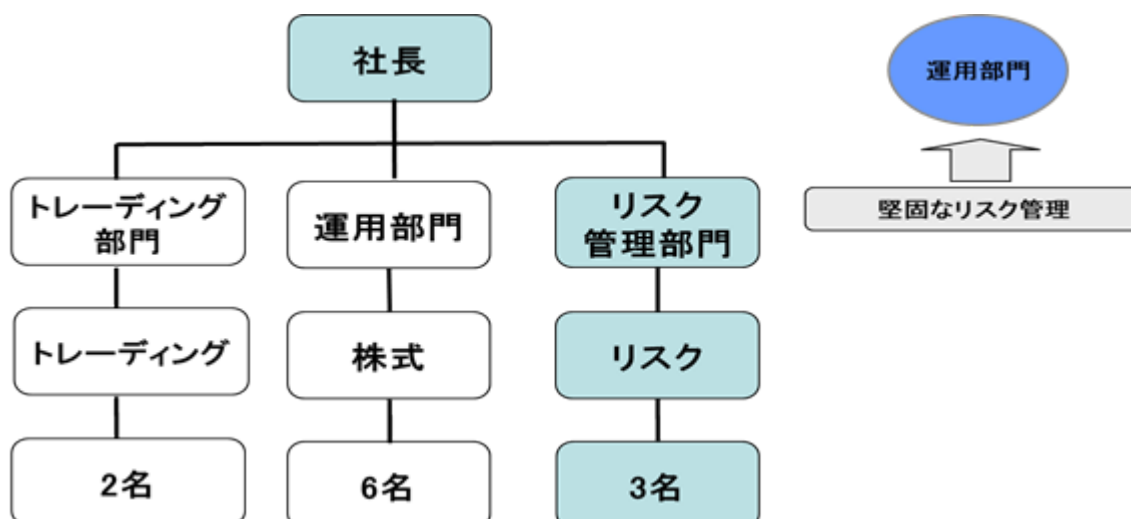 社長
運用部門
トレーディング
部門
運用部門
リスク
管理部門
堅固なリスク管理
トレーディング
株式
リスク
2名
6名
3名